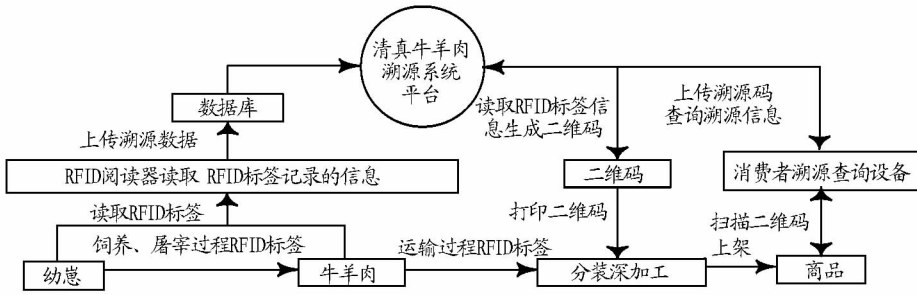 清真牛羊肉
溯源系统
平台
数据库
读取RFID标签信
息生成二维码
上传溯源码
查询溯源信息
上传溯源数据
RFID阅读器读取 RFID标签记录的信息
二维码
消费者溯源查询设备
读取RFID标签
打印二维码
扫描二维码
饲养、屠宰过程RFID标签
运输过程RFID标签
上架
幼崽
牛羊肉
分装深加工
商品